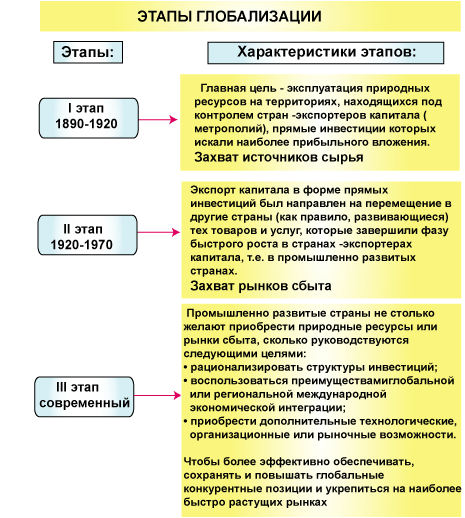 ЭТАПЫ ГЛОБАЛИЗАЦИИ
Этапы:
Характеристики этапов:
I этап
1890-1920
Главная цель - эксплуатация природных
ресурсов на территориях, находящихся под
контролем стран -экспортеров капитала (
метрополий), прямые инвестиции которых
искали наиболее прибыльного вложения.
Захват источников сырья
II этап
1920-1970
Экспорт капитала в форме прямых
инвестиций был направлен на перемещение в
другие страны (как правило, развивающиеся)
тех товаров и услуг, которые завершили фазу
быстрого роста в странах -экспортерах
капитала, т.е. в промышленно развитых
странах.
Захват рынков сбыта
III этап
современный
Промышленно развитые страны не столько
желают приобрести природные ресурсы или
рынки сбыта, сколько руководствуются
следующими целями:
• рационализировать структуры инвестиций;
• воспользоваться преимуществамиглобальной
или региональной международной
экономической интеграции;
• приобрести дополнительные технологические,
организационные или рыночные возможности.
Чтобы более эффективно обеспечивать,
сохранять и повышать глобальные
конкурентные позиции и укрепиться на наиболее
быстро растущих рынках